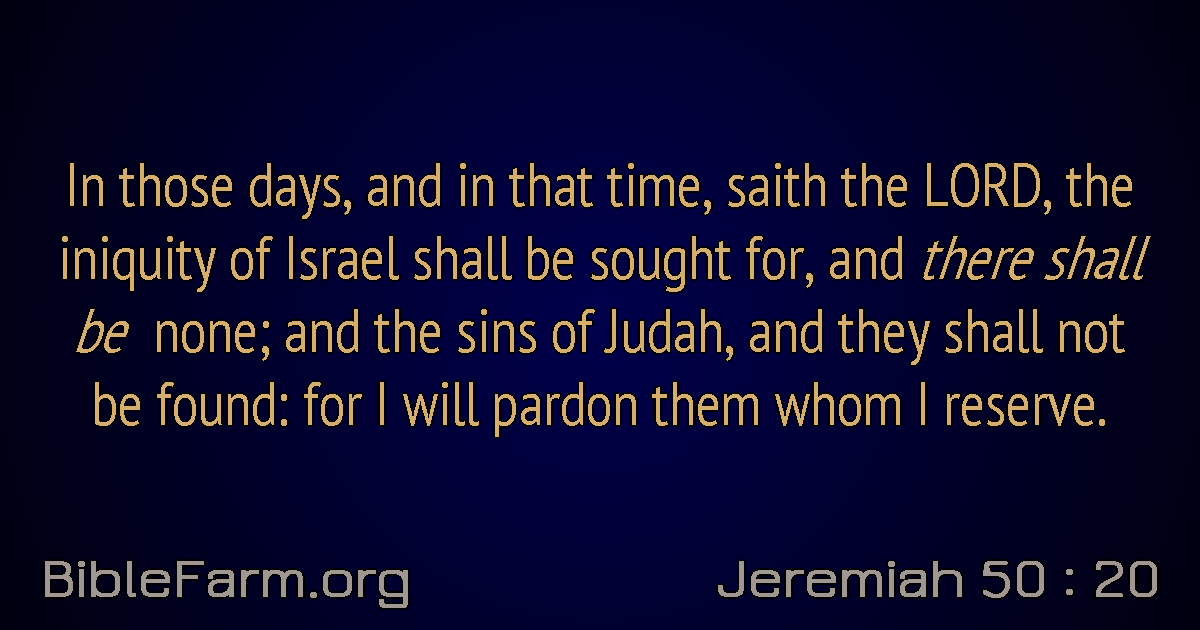 In those days, and in that time, saith the LORD, the
iniquity of Israel shall be sought for, and there shall
be none; and the sins of Judah, and they shall not
be found: for I will pardon them whom I reserve.
BibleFarm.org
Jeremiah 50 : 20